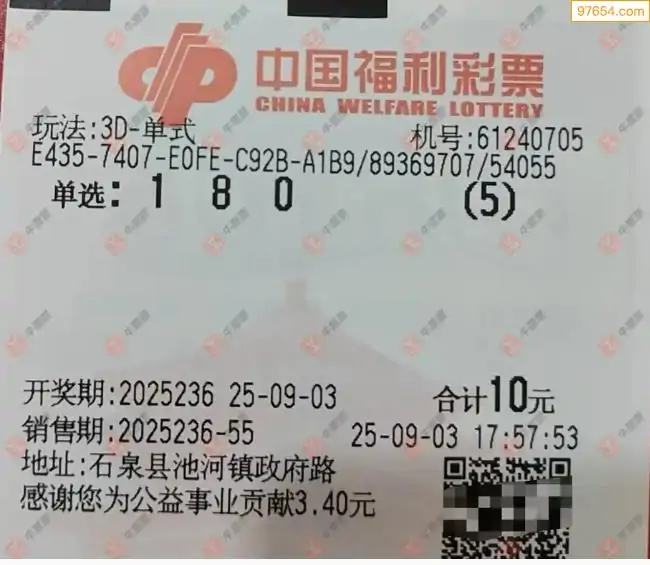 97654.com
中国福利彩票
CHINA WELFARE LOTTERY
玩法:3D-单式 机号:61240705
E435-7407-E0FE-C92B-A1B9/89369707/54055
单选: 1 8 0 (5)
开奖期:2025236 25-09-03 合计10元
销售期:2025236-55 25-09-03 17:57:53
地址:石泉县池河镇政府路
感谢您为公益事业贡献3.40元